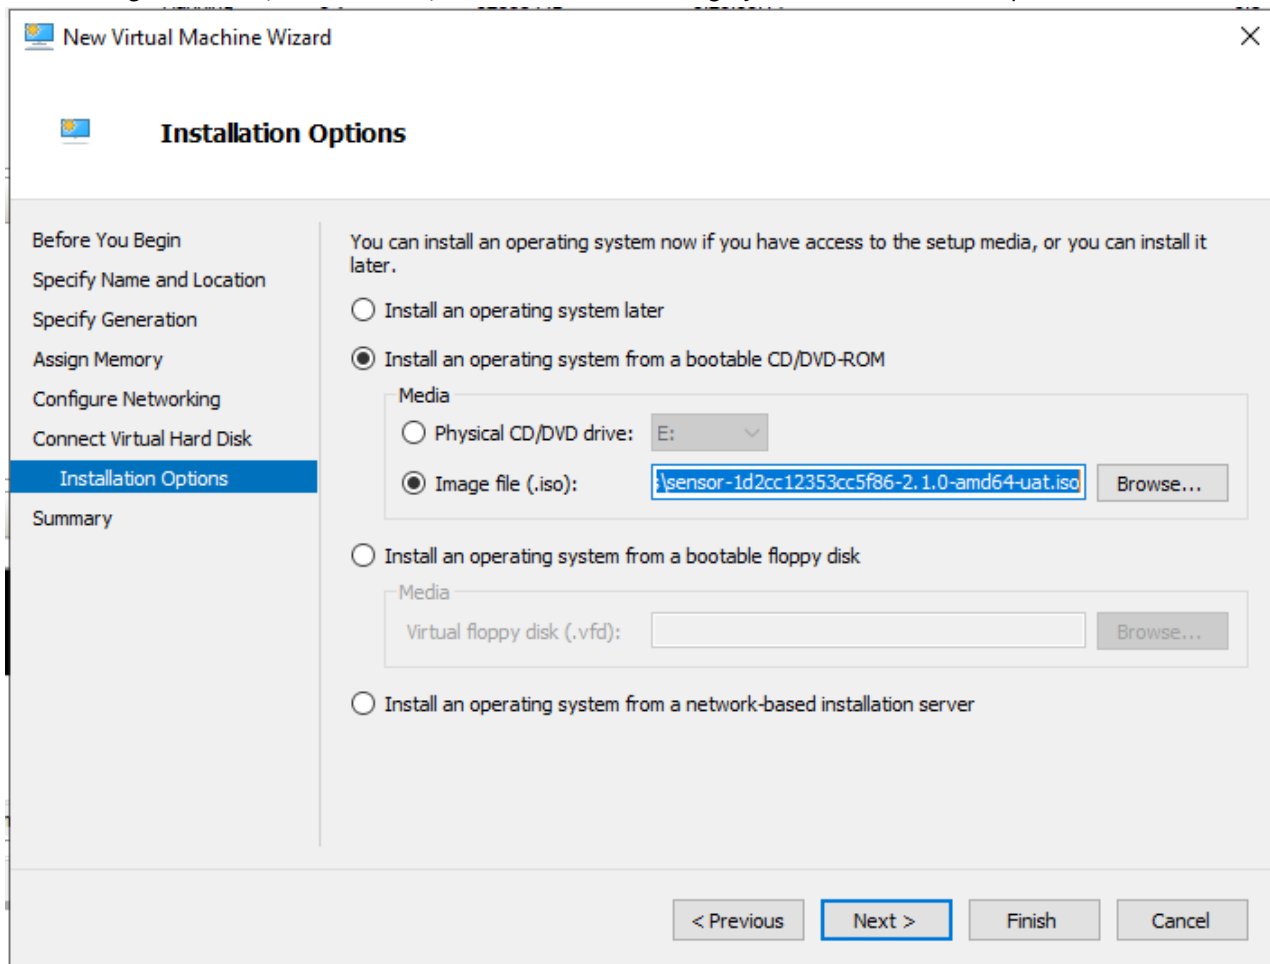 New Virtual Machine Wizard
Installation Options
Before You Begin
Specify Name and Location
Specify Generation
Assign Memory
Configure Networking
Connect Virtual Hard Disk
Installation Options
Summary
You can install an operating system now if you have access to the setup media, or you can install it
later.
Install an operating system later
Install an operating system from a bootable CD/DVD-ROM
Media
Physical CD/DVD drive: E:
Image file (.iso): \sensor-1d2cc12353cc5f86-2.1.0-amd64-uat.iso Browse...
Install an operating system from a bootable floppy disk
Media
Virtual floppy disk (.vfd): Browse...
Install an operating system from a network-based installation server
< Previous Next > Finish Cancel